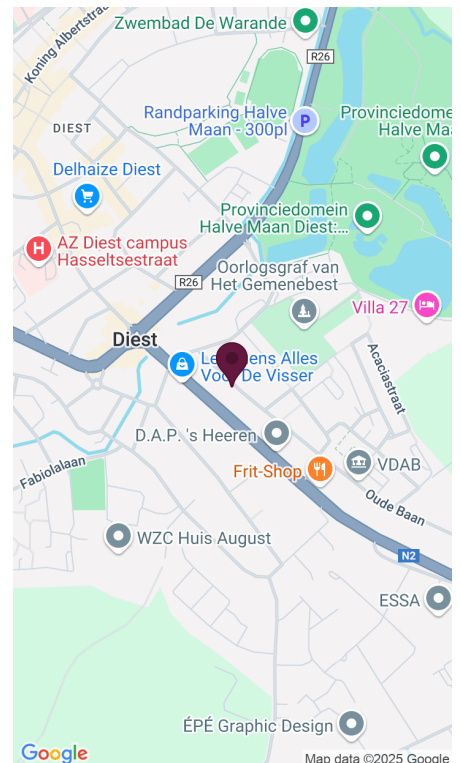 Zwembad De Warande
Koning Albertstraat
R26
DIEST
Randparking Halve
Maan - 300pl
P
Provinciedome
Halve Maa
Delhaize Diest
Provinciedomein
Halve Maan Diest:...
H
AZ Diest campus
Hasseltsestraat
R26
Oorlogsgraf van
Het Gemenebest
Villa 27
Diest
Acaciastraat
Le ens Alles
Voor De Visser
D.A.P. 's Heeren
Fabiolalaan
Frit-Shop
VDAB
Oude Baan
WZC Huis August
N2
ESSA
ÉPÉ Graphic Design
Google
Map data ©2025 Google